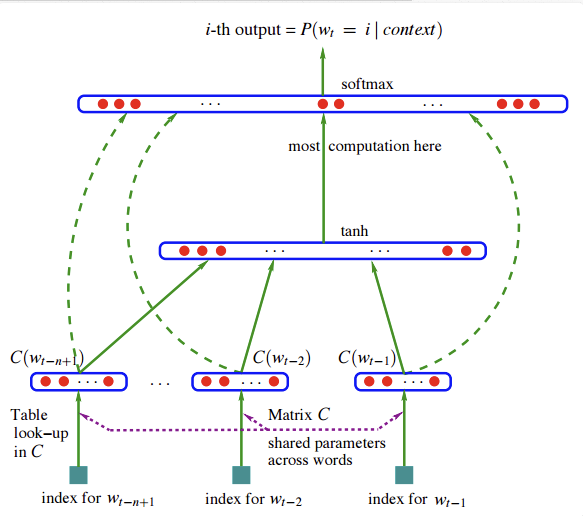 i-th output = P(w_t = i | context)
softmax
. . . . . .
most computation here
tanh
. . . . . .
C(w_{t−n+1}) C(w_{t−2}) C(w_{t−1})
. . . . . . . . . . . .
Table
look−up
in C
Matrix C
shared parameters
across words
index for w_{t−n+1} index for w_{t−2} index for w_{t−1}